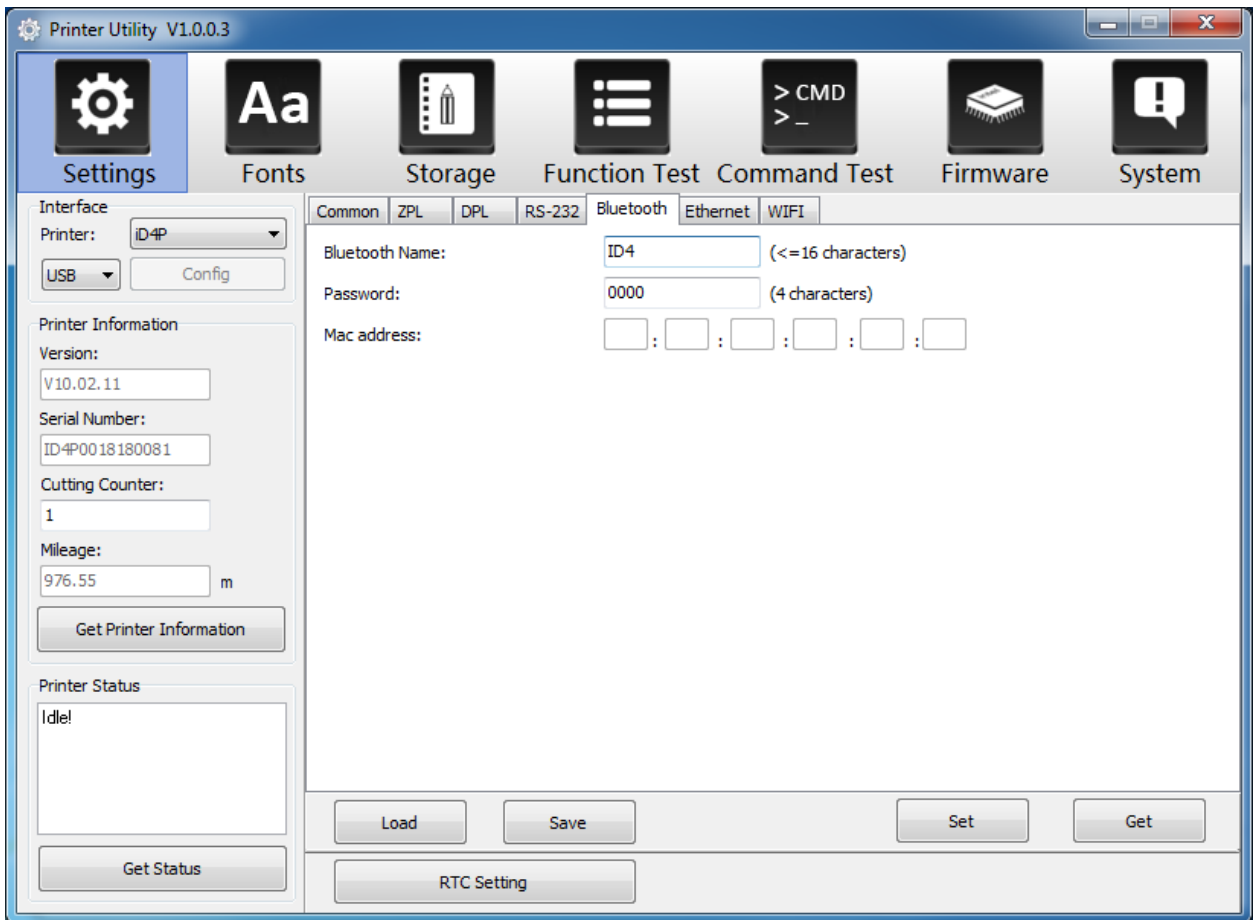 Printer Utility V1.0.0.3
> CMD
>_
Aa
Settings Fonts Storage Function Test Command Test Firmware System
Interface
Printer: iD4P
USB Config
Printer Information
Version:
V10.02.11
Serial Number:
ID4P0018180081
Cutting Counter:
1
Mileage:
976.55 m
Get Printer Information
Printer Status
Idle!
Get Status
Common ZPL DPL RS-232 Bluetooth Ethernet WIFI
Bluetooth Name: ID4 (<=16 characters)
Password: 0000 (4 characters)
Mac address: : : : : :
Load Save Set Get
RTC Setting